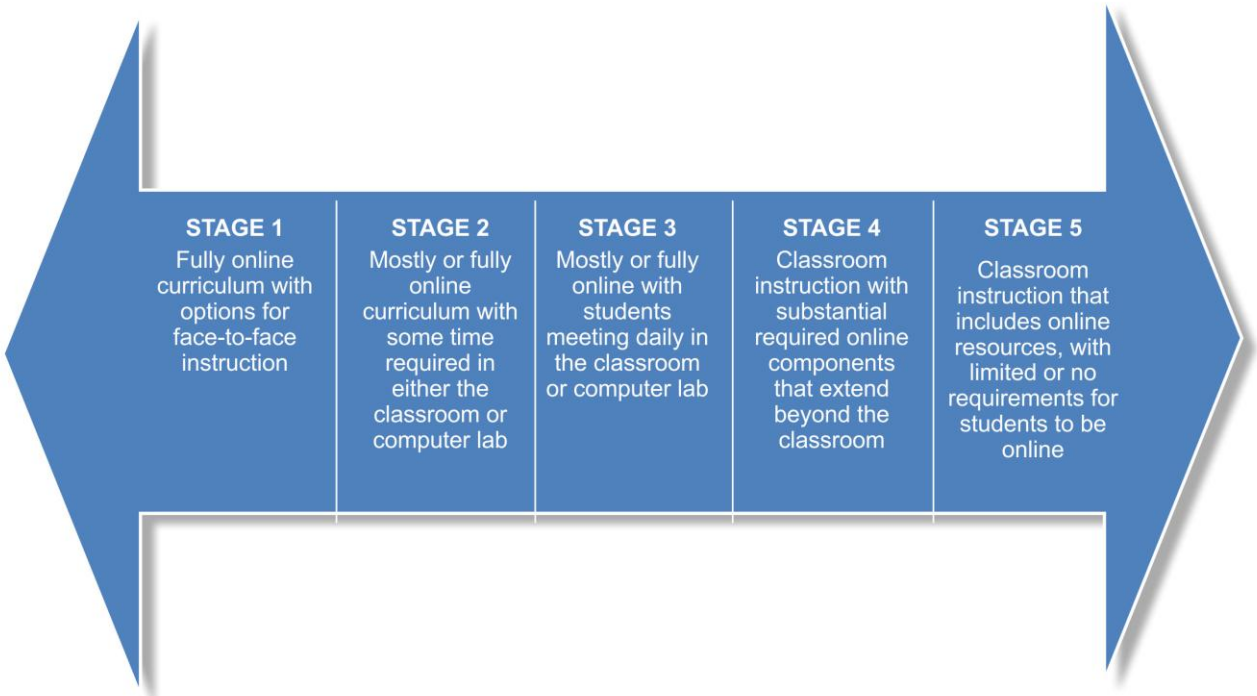 STAGE 1
Fully online
curriculum with
options for
face-to-face
instruction
STAGE 2
Mostly or fully
online
curriculum with
some time
required in
either the
classroom or
computer lab
STAGE 3
Mostly or fully
online with
students
meeting daily in
the classroom
or computer lab
STAGE 4
Classroom
instruction with
substantial
required online
components
that extend
beyond the
classroom
STAGE 5
Classroom
instruction that
includes online
resources, with
limited or no
requirements for
students to be
online